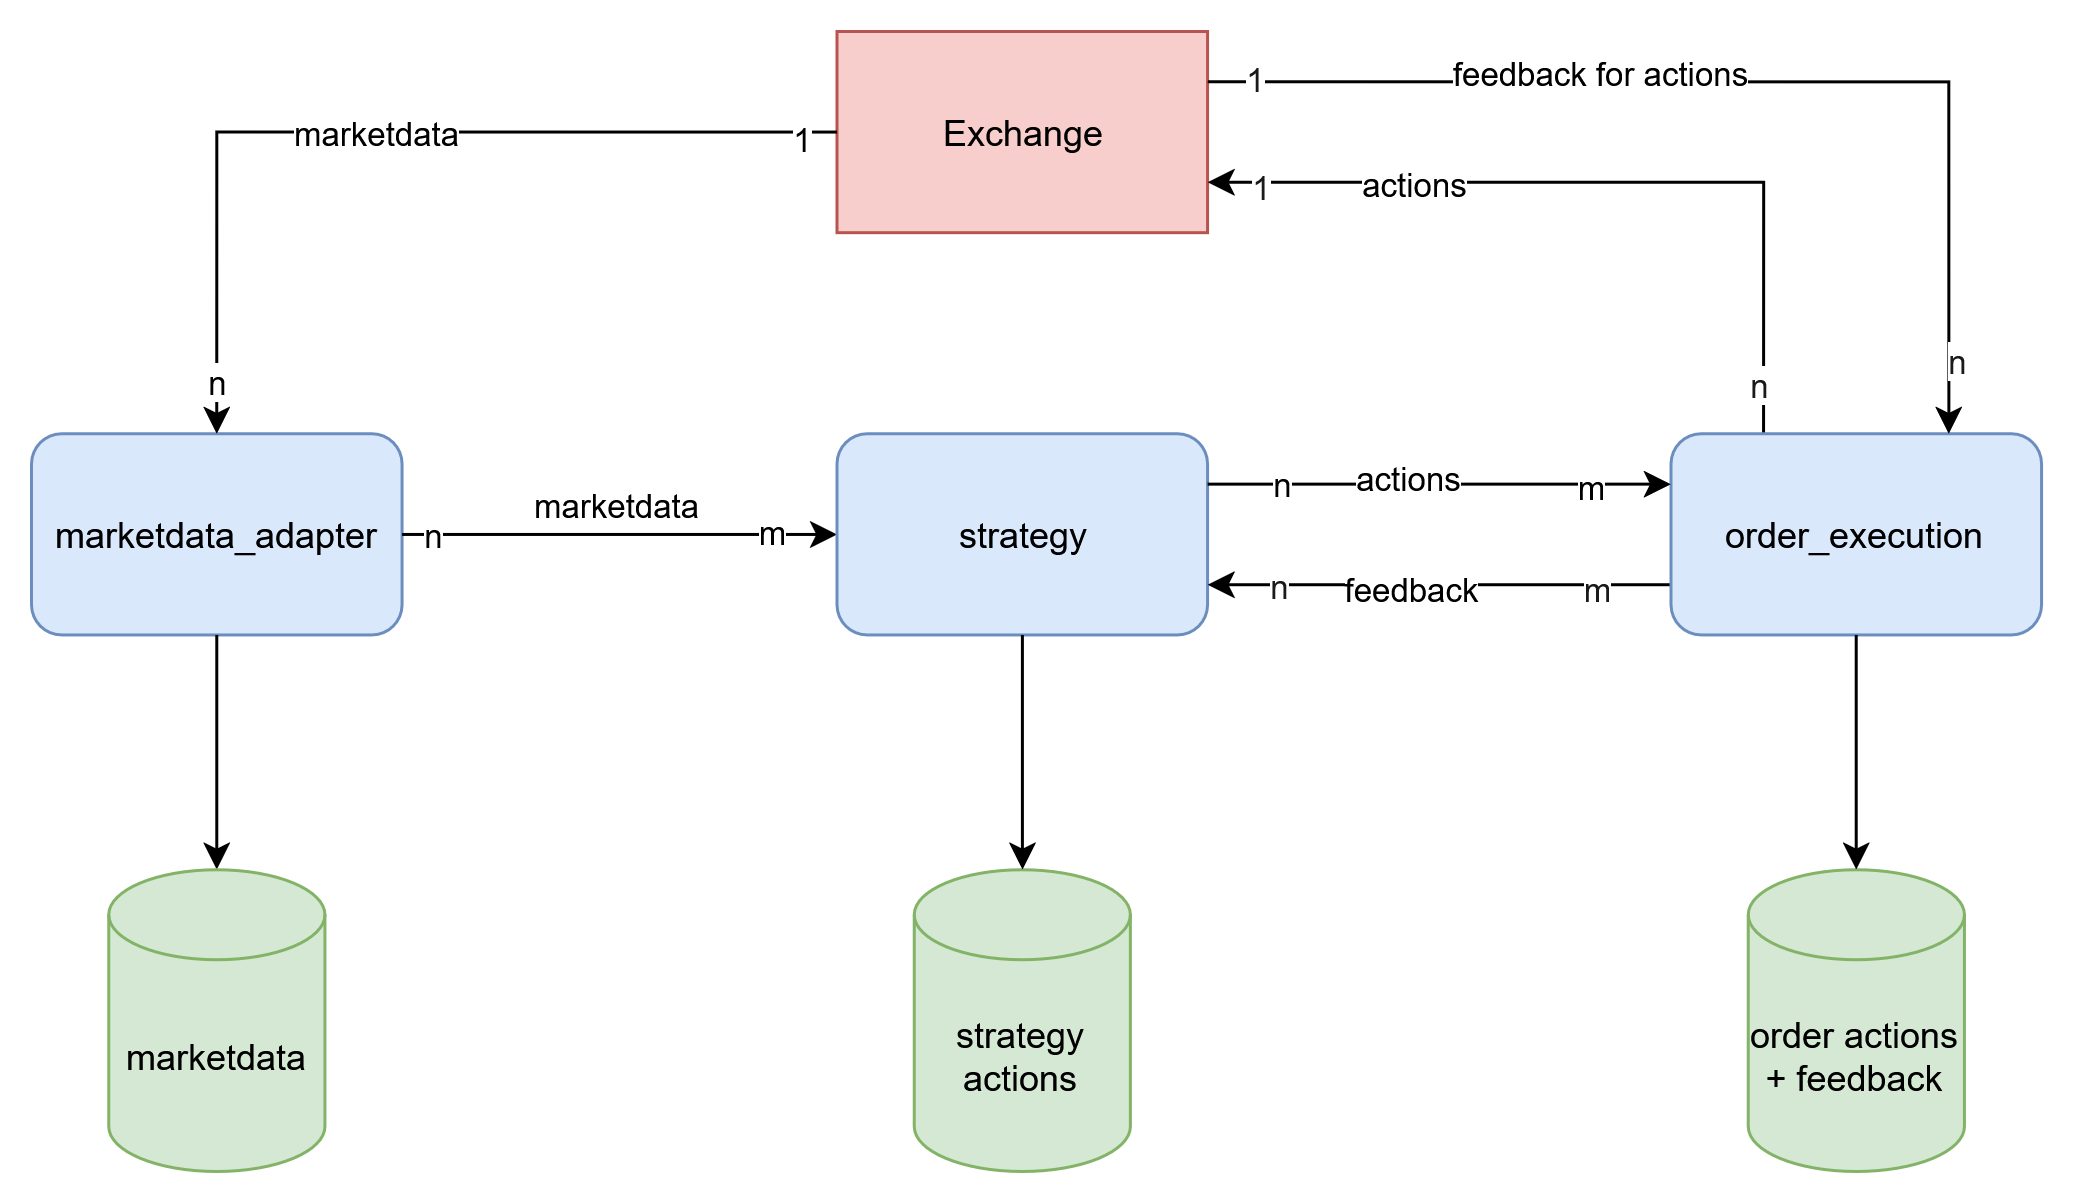 1
feedback for actions
marketdata
1
Exchange
1
actions
n
n
n
marketdata
n
actions
m
marketdata_adapter
n
m
strategy
order_execution
n
feedback
m
marketdata
strategy
actions
order actions
+ feedback